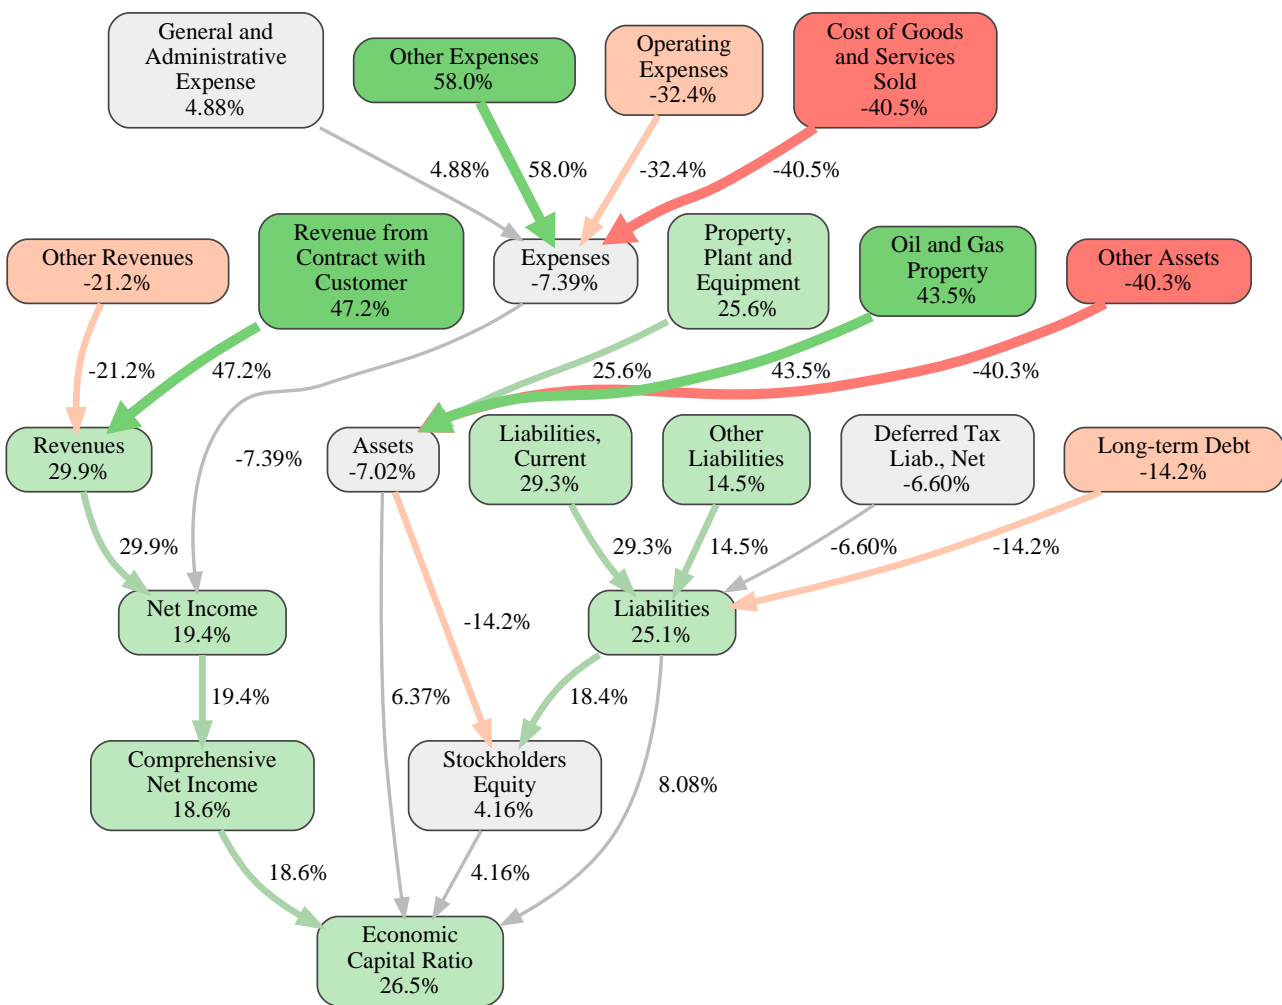 General and
Administrative
Expense
4.88%
Other Expenses
58.0%
Operating
Expenses
-32.4%
Cost of Goods
and Services
Sold
-40.5%
4.88%
58.0%
-32.4%
-40.5%
Other Revenues
-21.2%
Revenue from
Contract with
Customer
47.2%
Expenses
-7.39%
Property,
Plant and
Equipment
25.6%
Oil and Gas
Property
43.5%
Other Assets
-40.3%
-21.2%
47.2%
25.6%
43.5%
-40.3%
Revenues
29.9%
-7.39%
Assets
-7.02%
Liabilities,
Current
29.3%
Other
Liabilities
14.5%
Deferred Tax
Liab., Net
-6.60%
Long-term Debt
-14.2%
29.9%
29.3%
14.5%
-6.60%
-14.2%
Net Income
19.4%
-14.2%
Liabilities
25.1%
19.4%
6.37%
18.4%
Comprehensive
Net Income
18.6%
Stockholders
Equity
4.16%
8.08%
18.6%
4.16%
Economic
Capital Ratio
26.5%